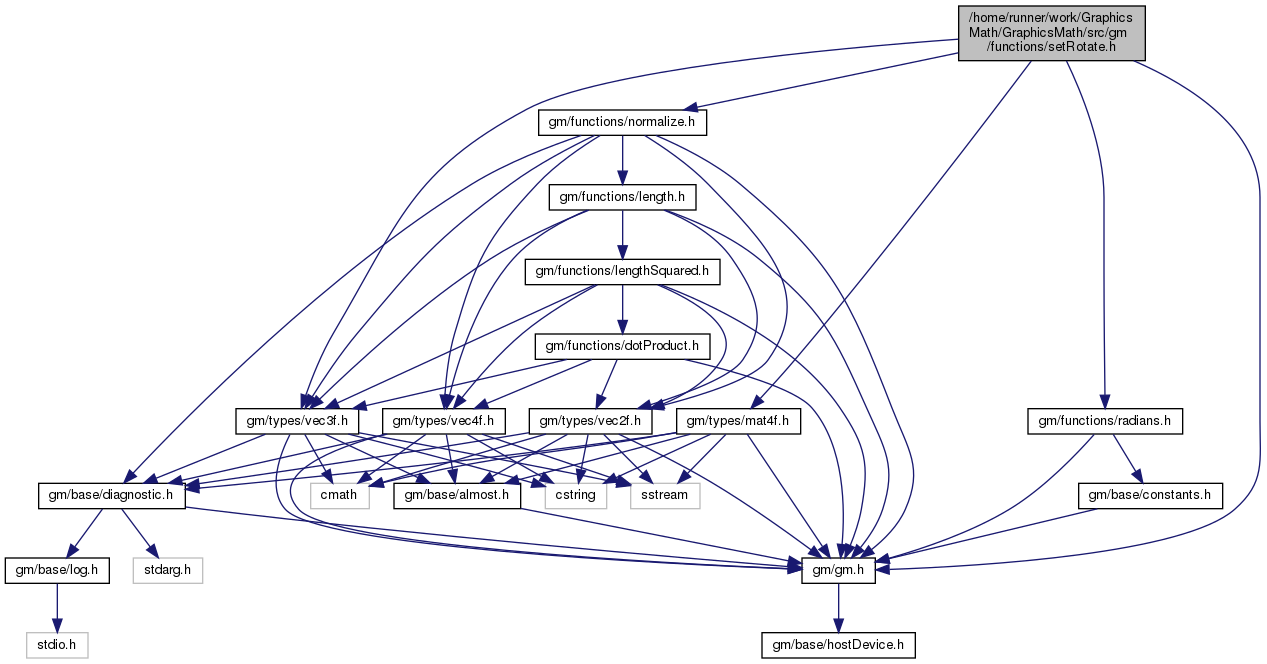 /home/runner/work/Graphics
Math/GraphicsMath/src/gm
/functions/setRotate.h
gm/functions/normalize.h
gm/functions/length.h
gm/functions/lengthSquared.h
gm/functions/dotProduct.h
gm/types/vec3f.h
gm/types/vec4f.h
gm/types/vec2f.h
gm/types/mat4f.h
gm/functions/radians.h
gm/base/diagnostic.h
cmath
gm/base/almost.h
cstring
sstream
gm/base/constants.h
gm/base/log.h
stdarg.h
gm/gm.h
stdio.h
gm/base/hostDevice.h